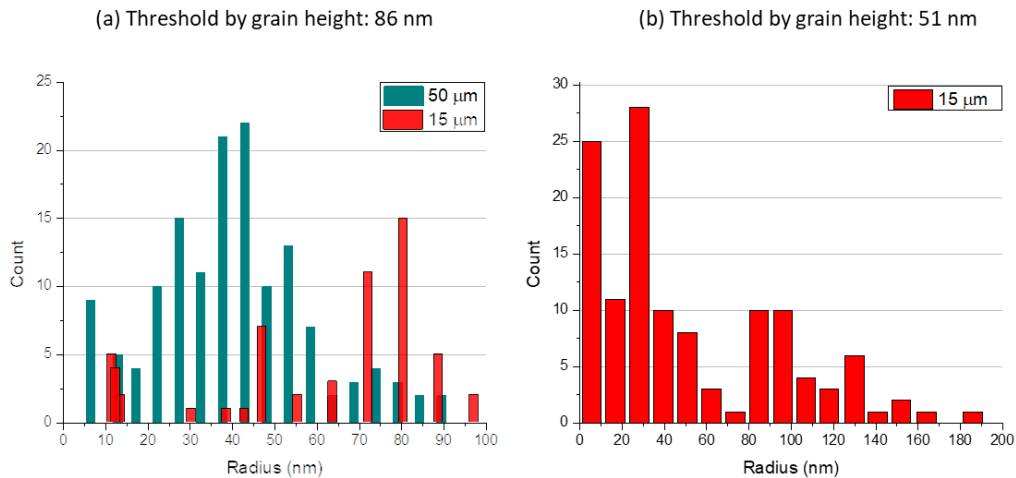 (a) Threshold by grain height: 86 nm
(b) Threshold by grain height: 51 nm
25
20
15
10
5
0
Count
50 μm
15 μm
0 10 20 30 40 50 60 70 80 90 100
Radius (nm)
30
25
20
15
10
5
0
Count
15 μm
0 20 40 60 80 100 120 140 160 180 200
Radius (nm)